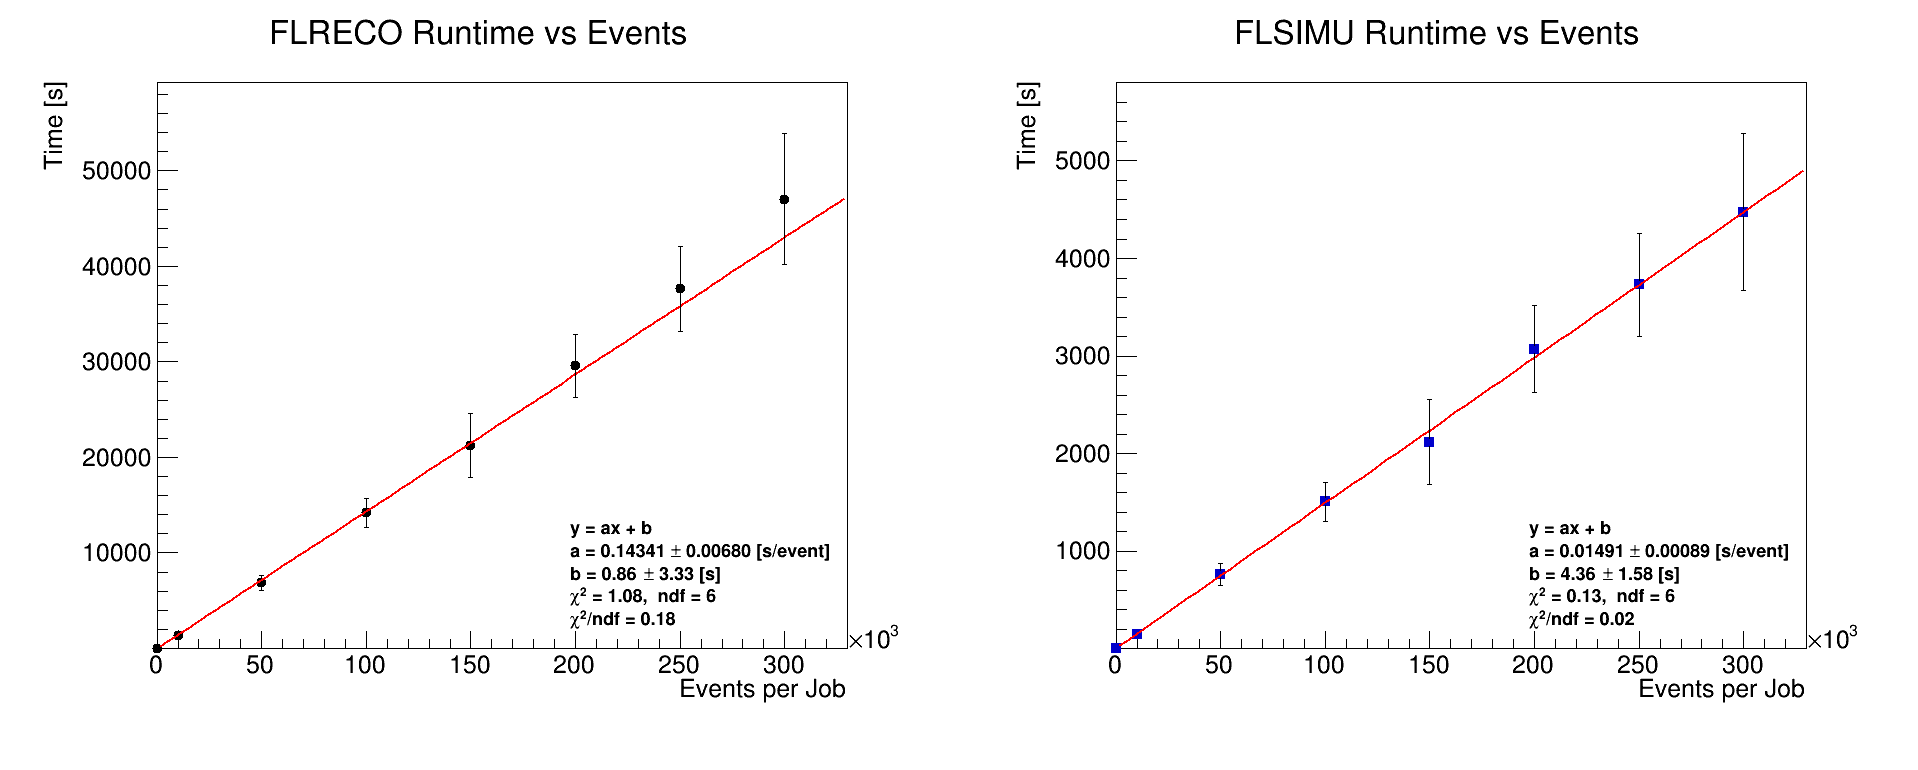 FLRECO Runtime vs Events
Time [s]
50000
40000
30000
20000
10000
y = ax + b
a = 0.14341 ± 0.00680 [s/event]
b = 0.86 ± 3.33 [s]
χ² = 1.08, ndf = 6
χ²/ndf = 0.18
×10³
0 50 100 150 200 250 300
Events per Job
FLSIMU Runtime vs Events
Time [s]
5000
4000
3000
2000
1000
y = ax + b
a = 0.01491 ± 0.00089 [s/event]
b = 4.36 ± 1.58 [s]
χ² = 0.13, ndf = 6
χ²/ndf = 0.02
×10³
0 50 100 150 200 250 300
Events per Job